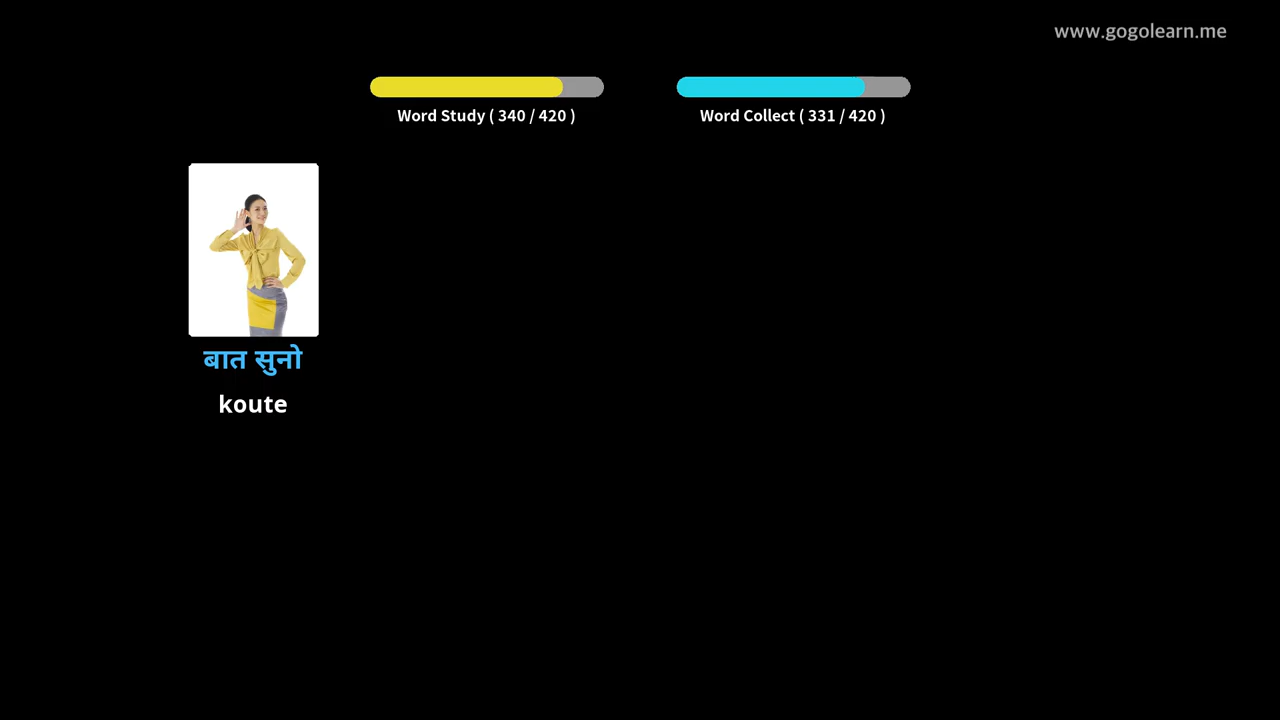 www.gogolearn.me
Word Study ( 340 / 420 )
Word Collect ( 331 / 420 )
बात सुनो
koute